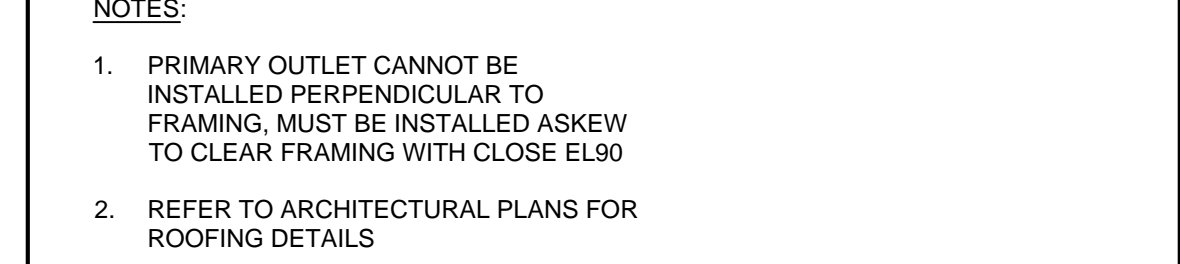 NOTES:
1. PRIMARY OUTLET CANNOT BE
INSTALLED PERPENDICULAR TO
FRAMING, MUST BE INSTALLED ASKEW
TO CLEAR FRAMING WITH CLOSE EL90
2. REFER TO ARCHITECTURAL PLANS FOR
ROOFING DETAILS